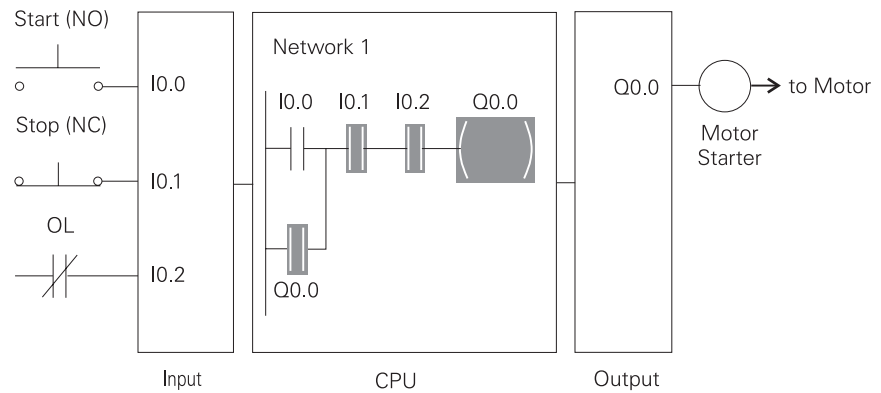 Start (NO)
I0.0
Stop (NC)
I0.1
OL
I0.2
Input
Network 1
I0.0 I0.1 I0.2 Q0.0
Q0.0
CPU
Q0.0
to Motor
Motor
Starter
Output